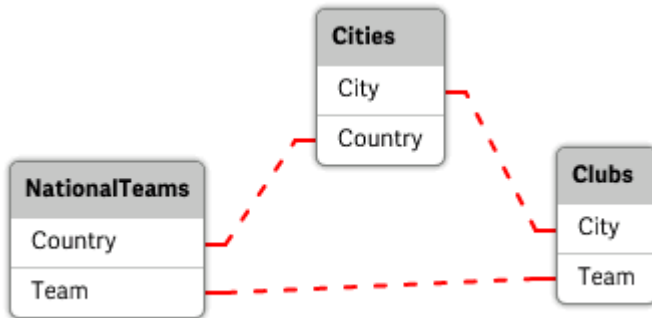 Cities
City
Country
NationalTeams
Country
Team
Clubs
City
Team